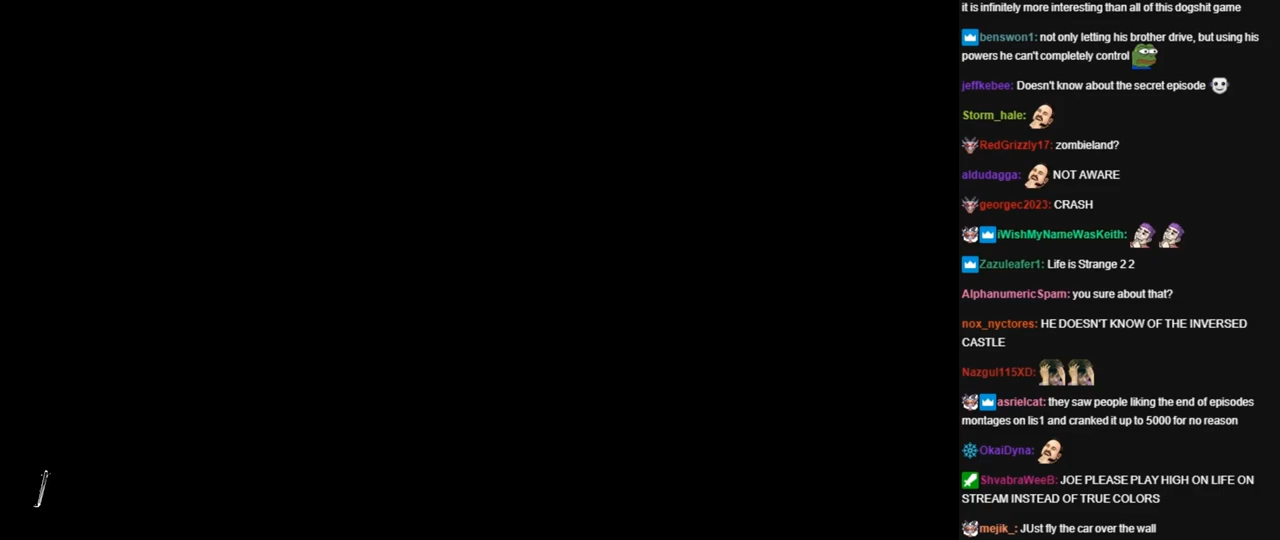 it is infinitely more interesting than all of this dogshit game
benswon1: not only letting his brother drive, but using his
powers he can't completely control
jeffkebee: Doesn't know about the secret episode
Storm_hale:
RedGrizzly17: zombieland?
aldudagga: NOT AWARE
georgec2023: CRASH
iWishMyNameWasKeith:
Zazuleafer1: Life is Strange 2 2
AlphanumericSpam: you sure about that?
nox_nyctores: HE DOESN'T KNOW OF THE INVERSED
CASTLE
Nazgul115XD:
asrielcat: they saw people liking the end of episodes
montages on lis1 and cranked it up to 5000 for no reason
OkaiDyna:
ShvabraWeeB: JOE PLEASE PLAY HIGH ON LIFE ON
STREAM INSTEAD OF TRUE COLORS
mejik_: JUst fly the car over the wall